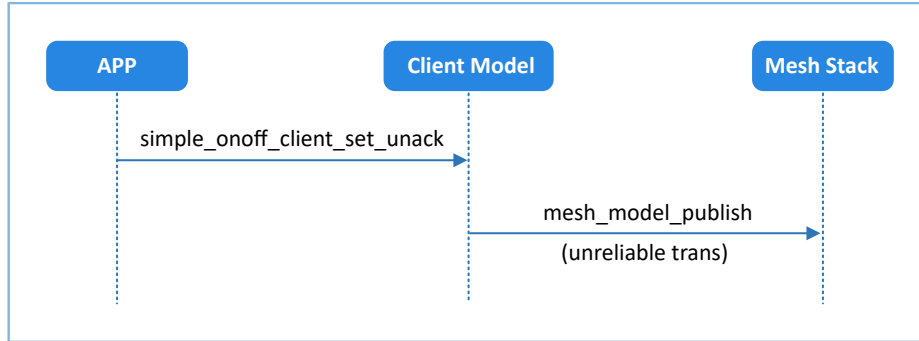 APP
Client Model
Mesh Stack
simple_onoff_client_set_unack
mesh_model_publish
(unreliable trans)